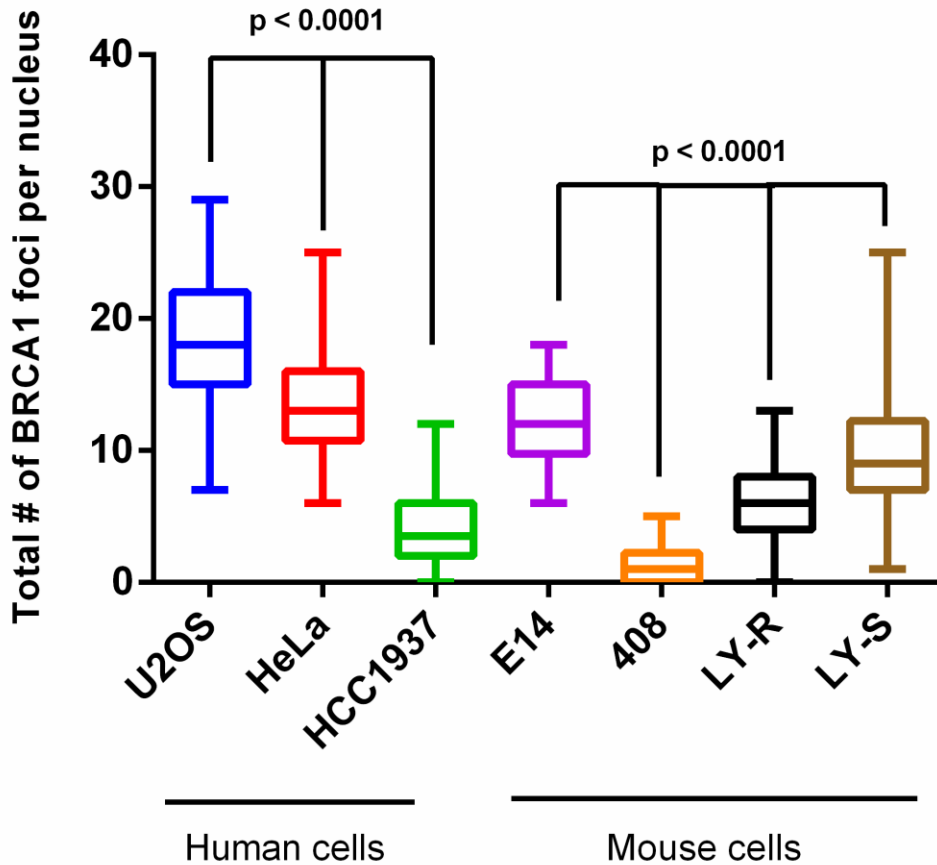 p < 0.0001
40
p < 0.0001
30
20
10
0
Total # of BRCA1 foci per nucleus
U2OS
HeLa
HCC1937
E14
408
LY-R
LY-S
Human cells
Mouse cells